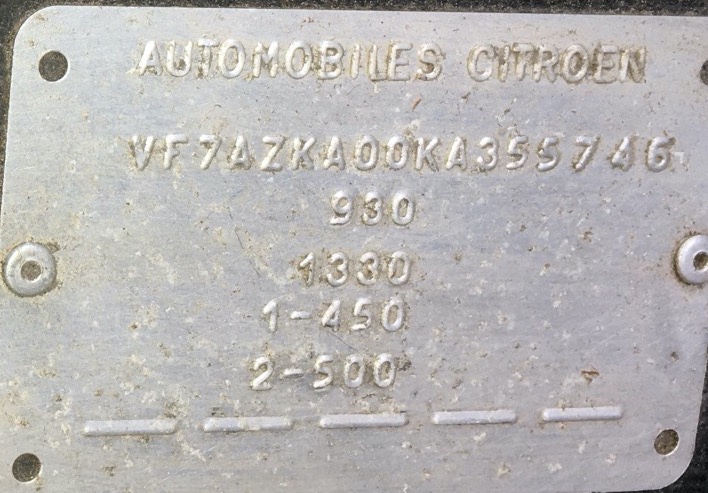 AUTOMOBILES CITROEN
VF7AZKA00KA355746
930
1330
1-450
2-500